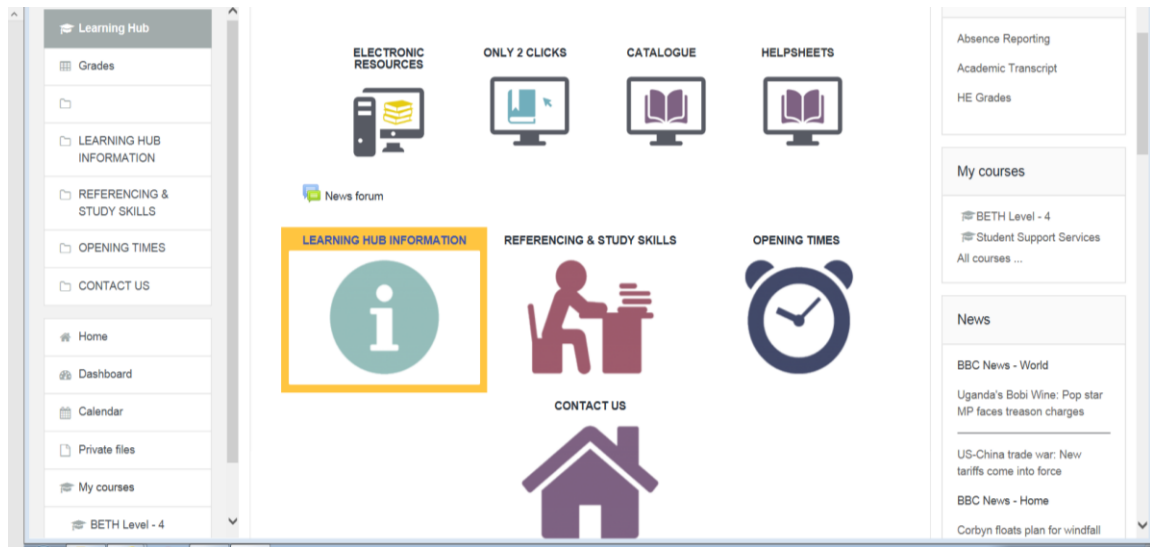 Learning Hub
Grades
LEARNING HUB
INFORMATION
REFERENCING &
STUDY SKILLS
OPENING TIMES
CONTACT US
Home
Dashboard
Calendar
Private files
My courses
BETH Level - 4
ELECTRONIC
RESOURCES
ONLY 2 CLICKS
CATALOGUE
HELPSHEETS
News forum
LEARNING HUB INFORMATION
REFERENCING & STUDY SKILLS
OPENING TIMES
i
CONTACT US
Absence Reporting
Academic Transcript
HE Grades
My courses
BETH Level - 4
Student Support Services
All courses ...
News
BBC News - World
Uganda's Bobi Wine: Pop star
MP faces treason charges
US-China trade war: New
tariffs come into force
BBC News - Home
Corbyn floats plan for windfall